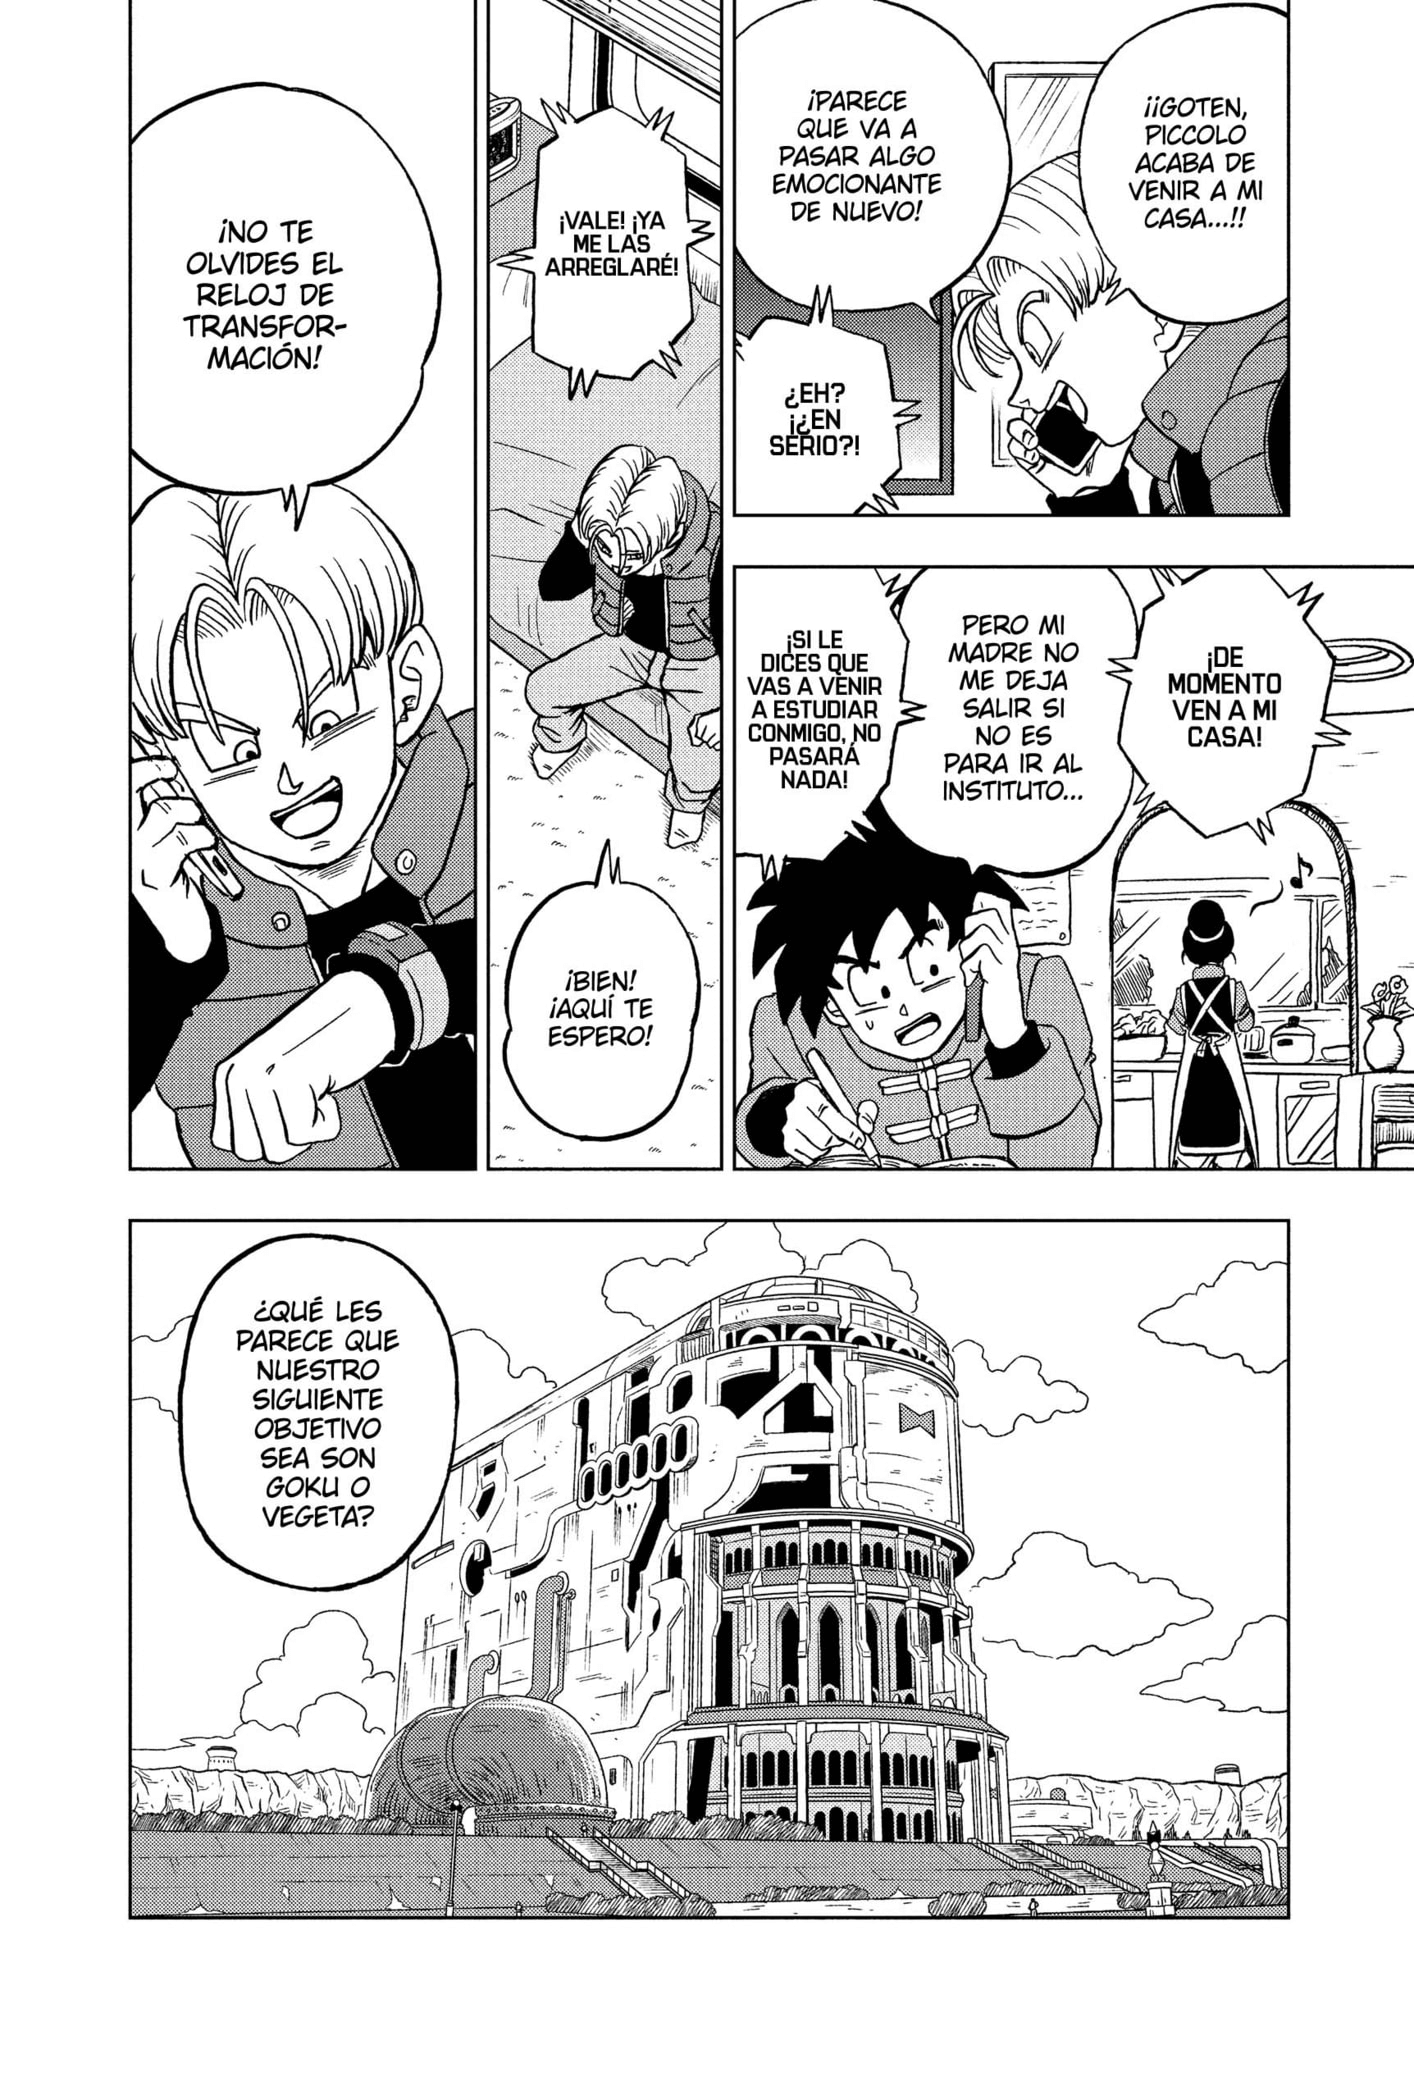 ¡¡GOTEN,
PICCOLO
ACABA DE
VENIR A MI
CASA...!!
¡PARECE
QUE VA A
PASAR ALGO
EMOCIONANTE
DE NUEVO!
¿EH?
¡¿EN
SERIO?!
¡DE
MOMENTO
VEN A MI
CASA!
PERO MI
MADRE NO
ME DEJA
SALIR SI
NO ES
PARA IR AL
INSTITUTO...
¡SI LE
DICES QUE
VAS A VENIR
A ESTUDIAR
CONMIGO, NO
PASARÁ
NADA!
¡VALE! ¡YA
ME LAS
ARREGLARÉ!
¡BIEN!
¡AQUÍ TE
ESPERO!
¡NO TE
OLVIDES EL
RELOJ DE
TRANSFOR-
MACIÓN!
¿QUÉ LES
PARECE QUE
NUESTRO
SIGUIENTE
OBJETIVO
SEA SON
GOKU O
VEGETA?